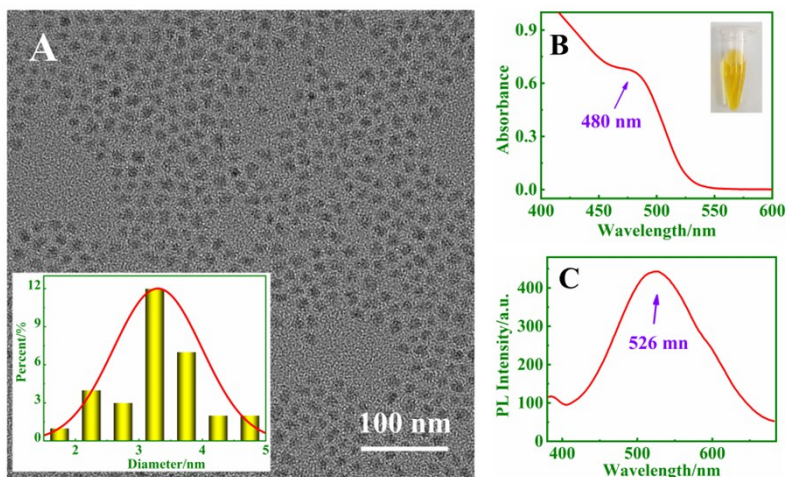 A
100 nm
Percent/%
12
9
6
3
0
2
3
4
5
Diameter/nm
B
480 nm
Absorbance
0.9
0.6
0.3
0.0
400
450
500
550
600
Wavelength/nm
C
526 mn
PL Intensity/a.u.
400
300
200
100
0
400
500
600
Wavelength/nm